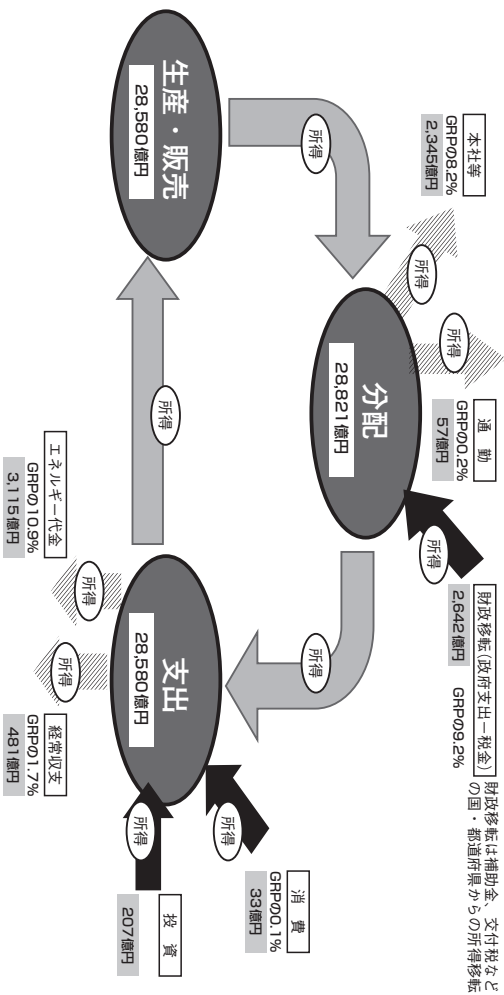 本社等
GRPの8.2%
2,345億円
所得
通 勤
GRPの0.2%
57億円
所得
財政移転(政府支出－税金)
2,642億円 GRPの9.2%
財政移転は補助金、交付税など
の国・都道府県からの所得移転
所得
分配
28,821億円
所得
所得
生産・販売
28,580億円
所得
支出
28,580億円
消 費
GRPの0.1%
33億円
所得
投 資
207億円
所得
エネルギー代金
GRPの10.9%
3,115億円
所得
経常収支
GRPの1.7%
481億円
所得